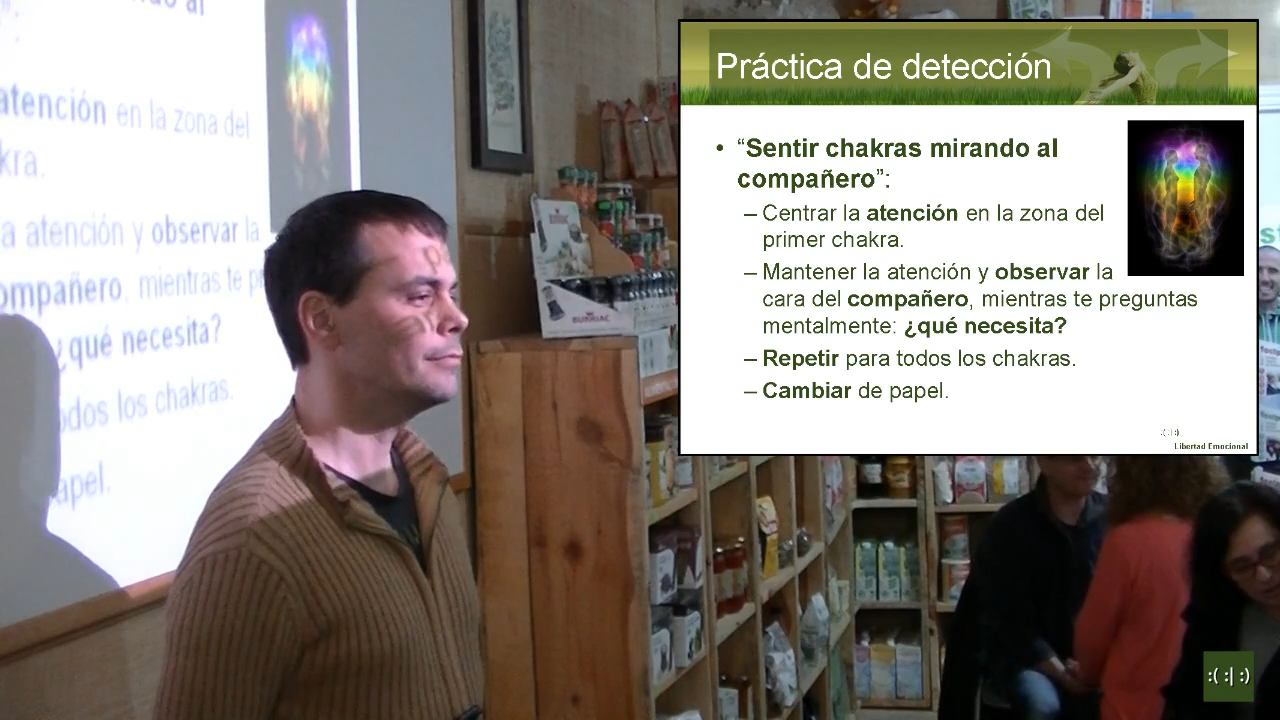 atención en la zona del
kra.
a atención y observar la
ompañero, mientras te p
¿qué necesita?
odos los chakras.
apel.
BURRIAC
Práctica de detección
• “Sentir chakras mirando al
compañero”:
– Centrar la atención en la zona del
primer chakra.
– Mantener la atención y observar la
cara del compañero, mientras te preguntas
mentalmente: ¿qué necesita?
– Repetir para todos los chakras.
– Cambiar de papel.
:( :| :)
Libertad Emocional
:( :| :)